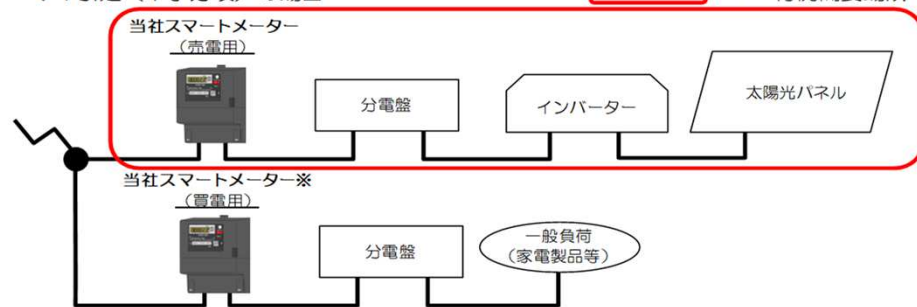 当社スマートメーター
（売電用）
分電盤
インバーター
太陽光パネル
当社スマートメーター※
（買電用）
分電盤
一般負荷
（家電製品等）